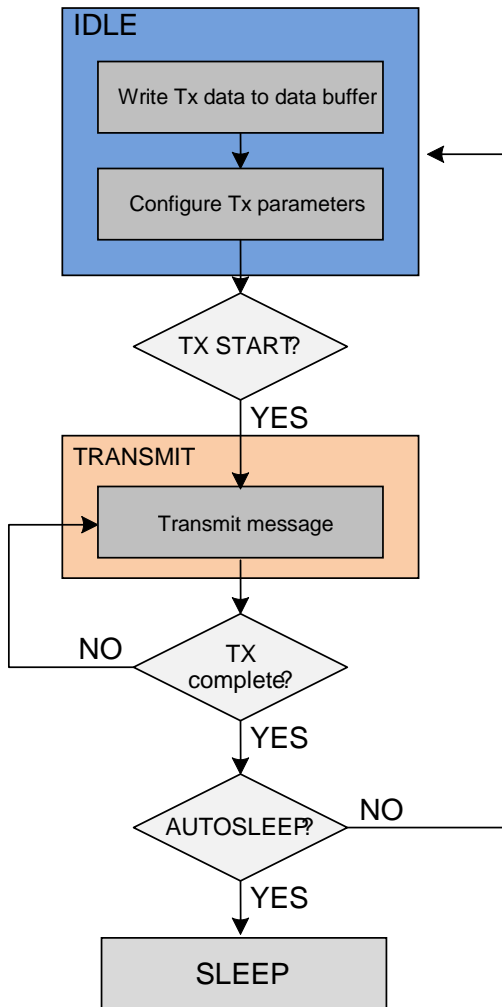 IDLE
Write Tx data to data buffer
Configure Tx parameters
TX START?
YES
TRANSMIT
Transmit message
NO
TX
complete?
YES
AUTOSLEEP?
NO
YES
SLEEP